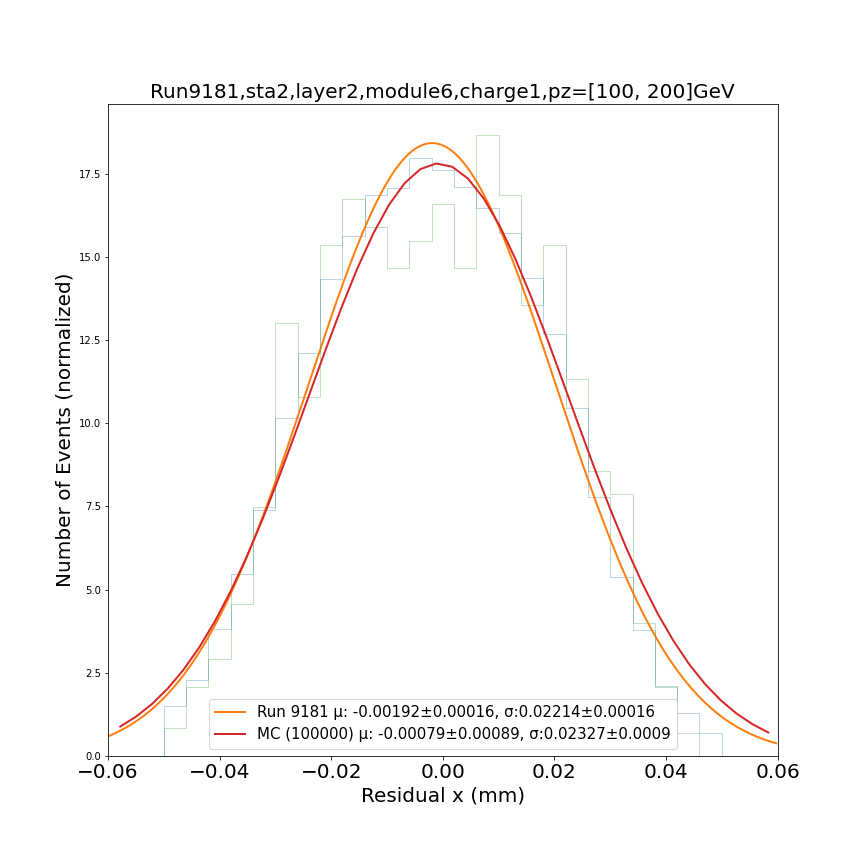 Run9181,sta2,layer2,module6,charge1,pz=[100, 200]GeV
Number of Events (normalized)
17.5
15.0
12.5
10.0
7.5
5.0
2.5
0.0
Run 9181 μ: -0.00192±0.00016, σ:0.02214±0.00016
MC (100000) μ: -0.00079±0.00089, σ:0.02327±0.0009
−0.06 −0.04 −0.02 0.00 0.02 0.04 0.06
Residual x (mm)